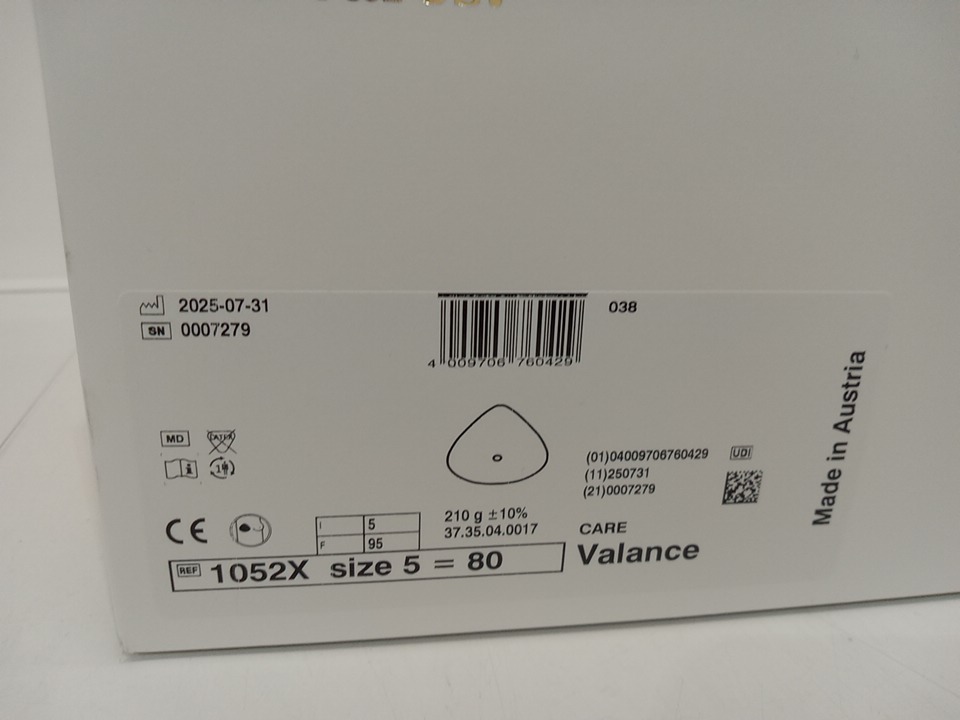 2025-07-31
SN 0007279
4 009706 760429
038
Made in Austria
MD
LATEX
(01)04009706760429 UDI
(11)250731
(21)0007279
CE
I 5
F 95
210 g ±10%
37.35.04.0017
CARE
REF 1052X size 5 = 80
Valance